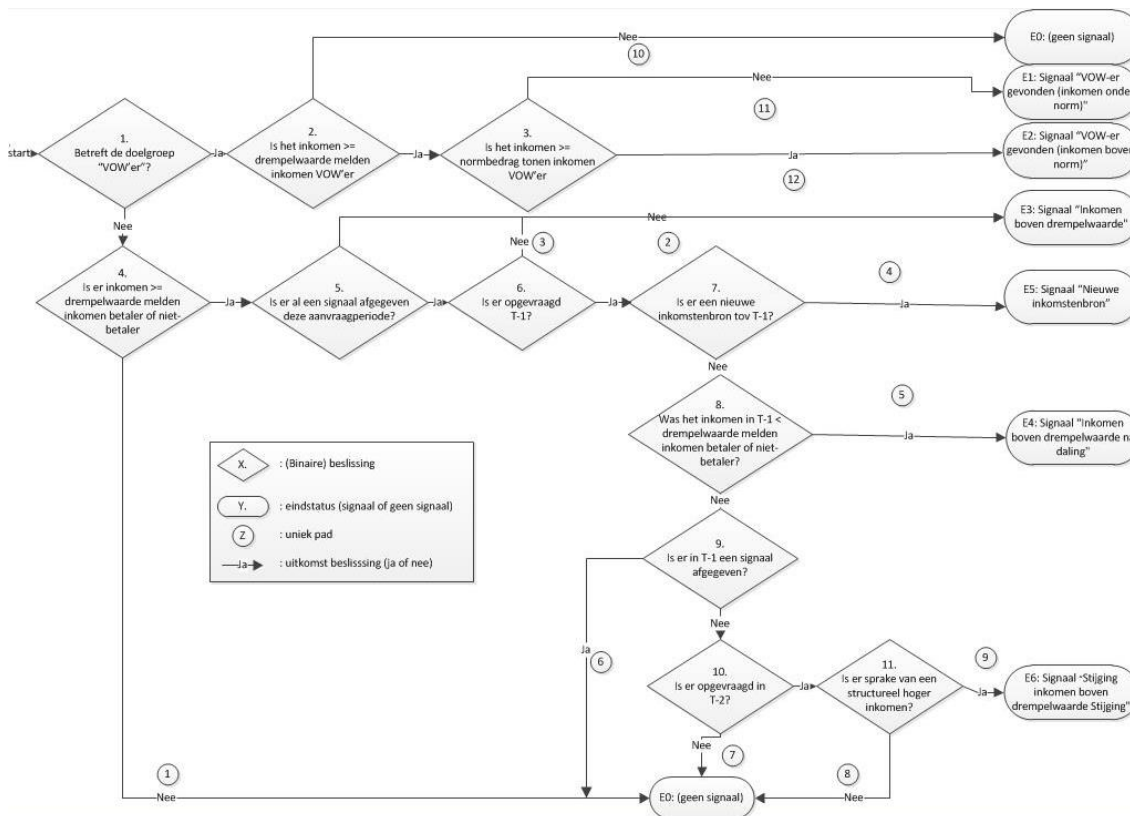 Nee
10
E0: (geen signaal)
Nee
11
E1: Signaal "VOW-er
gevonden (inkomen onde
norm)"
start
1.
Betreft de doelgroep
"VOW'er"?
Ja
2.
Is het inkomen >=
drempelwaarde melden
inkomen VOW'er
Ja
3.
Is het inkomen >=
normbedrag tonen inkomen
VOW'er
Ja
12
E2: Signaal "VOW-er
gevonden (inkomen boven
norm)"
Nee
Nee
E3: Signaal "Inkomen
boven drempelwaarde"
Nee
3
2
4.
Is er inkomen >=
drempelwaarde melden
inkomen betaler of niet-
betaler
Ja
5.
Is er al een signaal afgegeven
deze aanvraagperiode?
Ja
6.
Is er opgevraagd
T-1?
Ja
7.
Is er een nieuwe
inkomstenbron tov T-1?
4
Ja
E5: Signaal "Nieuwe
inkomstenbron"
Nee
8.
Was het inkomen in T-1 <
drempelwaarde melden
inkomen betaler of niet-
betaler?
5
Ja
E4: Signaal "Inkomen
boven drempelwaarde na
daling"
X.
: (Binaire) beslissing
Y.
: eindstatus (signaal of geen signaal)
Z
: uniek pad
Ja
: uitkomst beslisssing (ja of nee)
Nee
9.
Is er in T-1 een signaal
afgegeven?
Nee
Ja
6
10.
Is er opgevraagd in
T-2?
Ja
11.
Is er sprake van een
structureel hoger
inkomen?
9
Ja
E6: Signaal "Stijging
inkomen boven
drempelwaarde Stijging"
Nee
7
1
Nee
E0: (geen signaal)
8
Nee